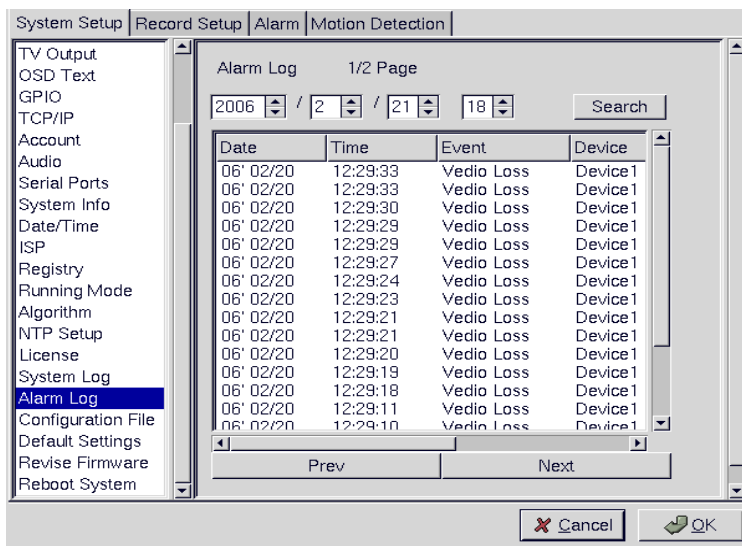 System Setup Record Setup Alarm Motion Detection
TV Output
OSD Text
GPIO
TCP/IP
Account
Audio
Serial Ports
System Info
Date/Time
ISP
Registry
Running Mode
Algorithm
NTP Setup
License
System Log
Alarm Log
Configuration File
Default Settings
Revise Firmware
Reboot System
Alarm Log 1/2 Page
2006 / 2 / 21 18 Search
Date Time Event Device
06' 02/20 12:29:33 Vedio Loss Device1
06' 02/20 12:29:33 Vedio Loss Device1
06' 02/20 12:29:30 Vedio Loss Device1
06' 02/20 12:29:29 Vedio Loss Device1
06' 02/20 12:29:29 Vedio Loss Device1
06' 02/20 12:29:27 Vedio Loss Device1
06' 02/20 12:29:24 Vedio Loss Device1
06' 02/20 12:29:23 Vedio Loss Device1
06' 02/20 12:29:21 Vedio Loss Device1
06' 02/20 12:29:21 Vedio Loss Device1
06' 02/20 12:29:20 Vedio Loss Device1
06' 02/20 12:29:19 Vedio Loss Device1
06' 02/20 12:29:18 Vedio Loss Device1
06' 02/20 12:29:11 Vedio Loss Device1
06' 02/20 12:29:10 Vedio Loss Device1
Prev Next
Cancel OK